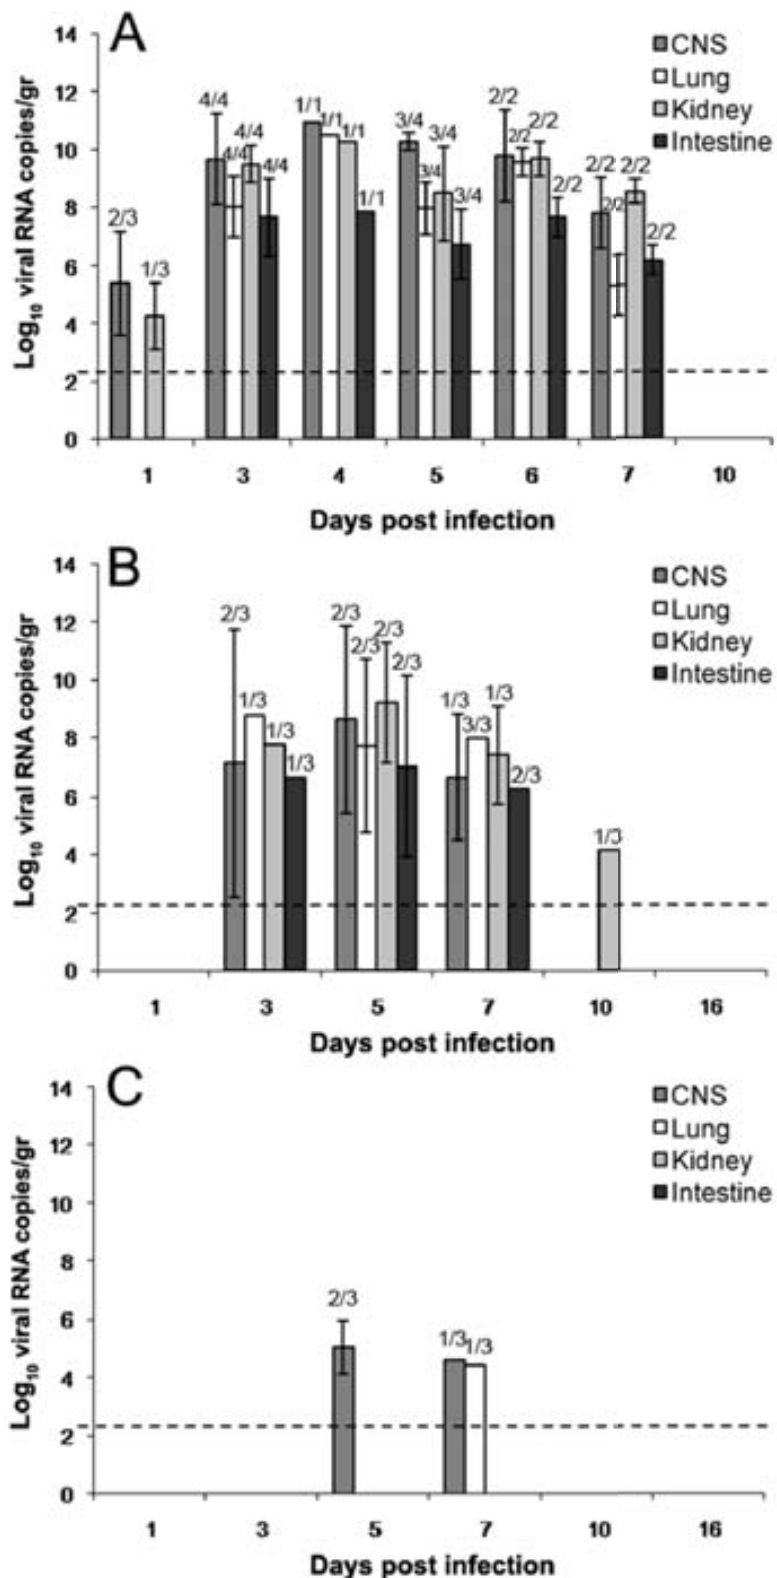 A
14
12
10
8
6
4
2
0
Log10 viral RNA copies/gr
CNS
Lung
Kidney
Intestine
2/3
1/3
4/4
4/4
4/4
4/4
1/1
1/1
1/1
1/1
3/4
3/4
3/4
3/4
2/2
2/2
2/2
2/2
2/2
2/2
2/2
2/2
1 3 4 5 6 7 10
Days post infection
B
14
12
10
8
6
4
2
0
Log10 viral RNA copies/gr
CNS
Lung
Kidney
Intestine
2/3
1/3
1/3
1/3
2/3
2/3
2/3
2/3
1/3
3/3
1/3
2/3
1/3
1 3 5 7 10 16
Days post infection
C
14
12
10
8
6
4
2
0
Log10 viral RNA copies/gr
CNS
Lung
Kidney
Intestine
2/3
1/3
1/3
1 3 5 7 10 16
Days post infection